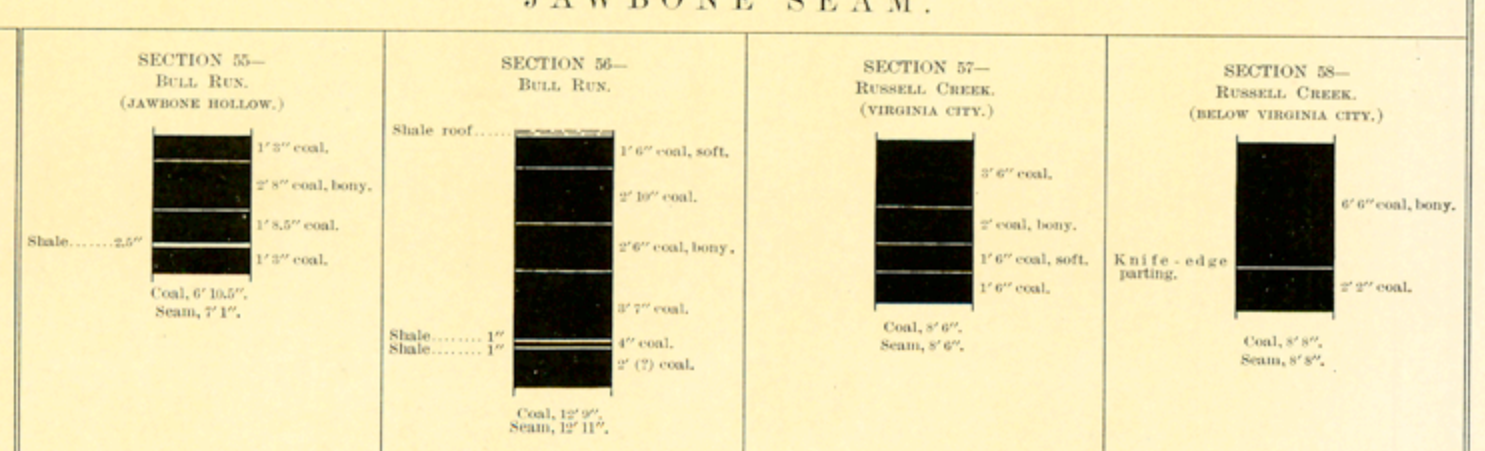 JAWBONE SEAM.
SECTION 55—
BULL RUN.
(JAWBONE HOLLOW.)
1' 3" coal.
2' 8" coal, bony.
1' 8.5" coal.
Shale.......2.5"
1' 3" coal.
Coal, 6' 10.5".
Seam, 7' 1".
SECTION 56—
BULL RUN.
Shale roof......
1' 6" coal, soft.
2' 10" coal.
2' 6" coal, bony.
3' 7" coal.
Shale........ 1"
4" coal.
Shale........ 1"
2' (?) coal.
Coal, 12' 9".
Seam, 12' 11".
SECTION 57—
RUSSELL CREEK.
(VIRGINIA CITY.)
3' 6" coal.
2' coal, bony.
1' 6" coal, soft.
1' 6" coal.
Coal, 8' 6".
Seam, 8' 6".
SECTION 58—
RUSSELL CREEK.
(BELOW VIRGINIA CITY.)
6' 6" coal, bony.
Knife-edge
parting.
2' 2" coal.
Coal, 8' 8".
Seam, 8' 8".